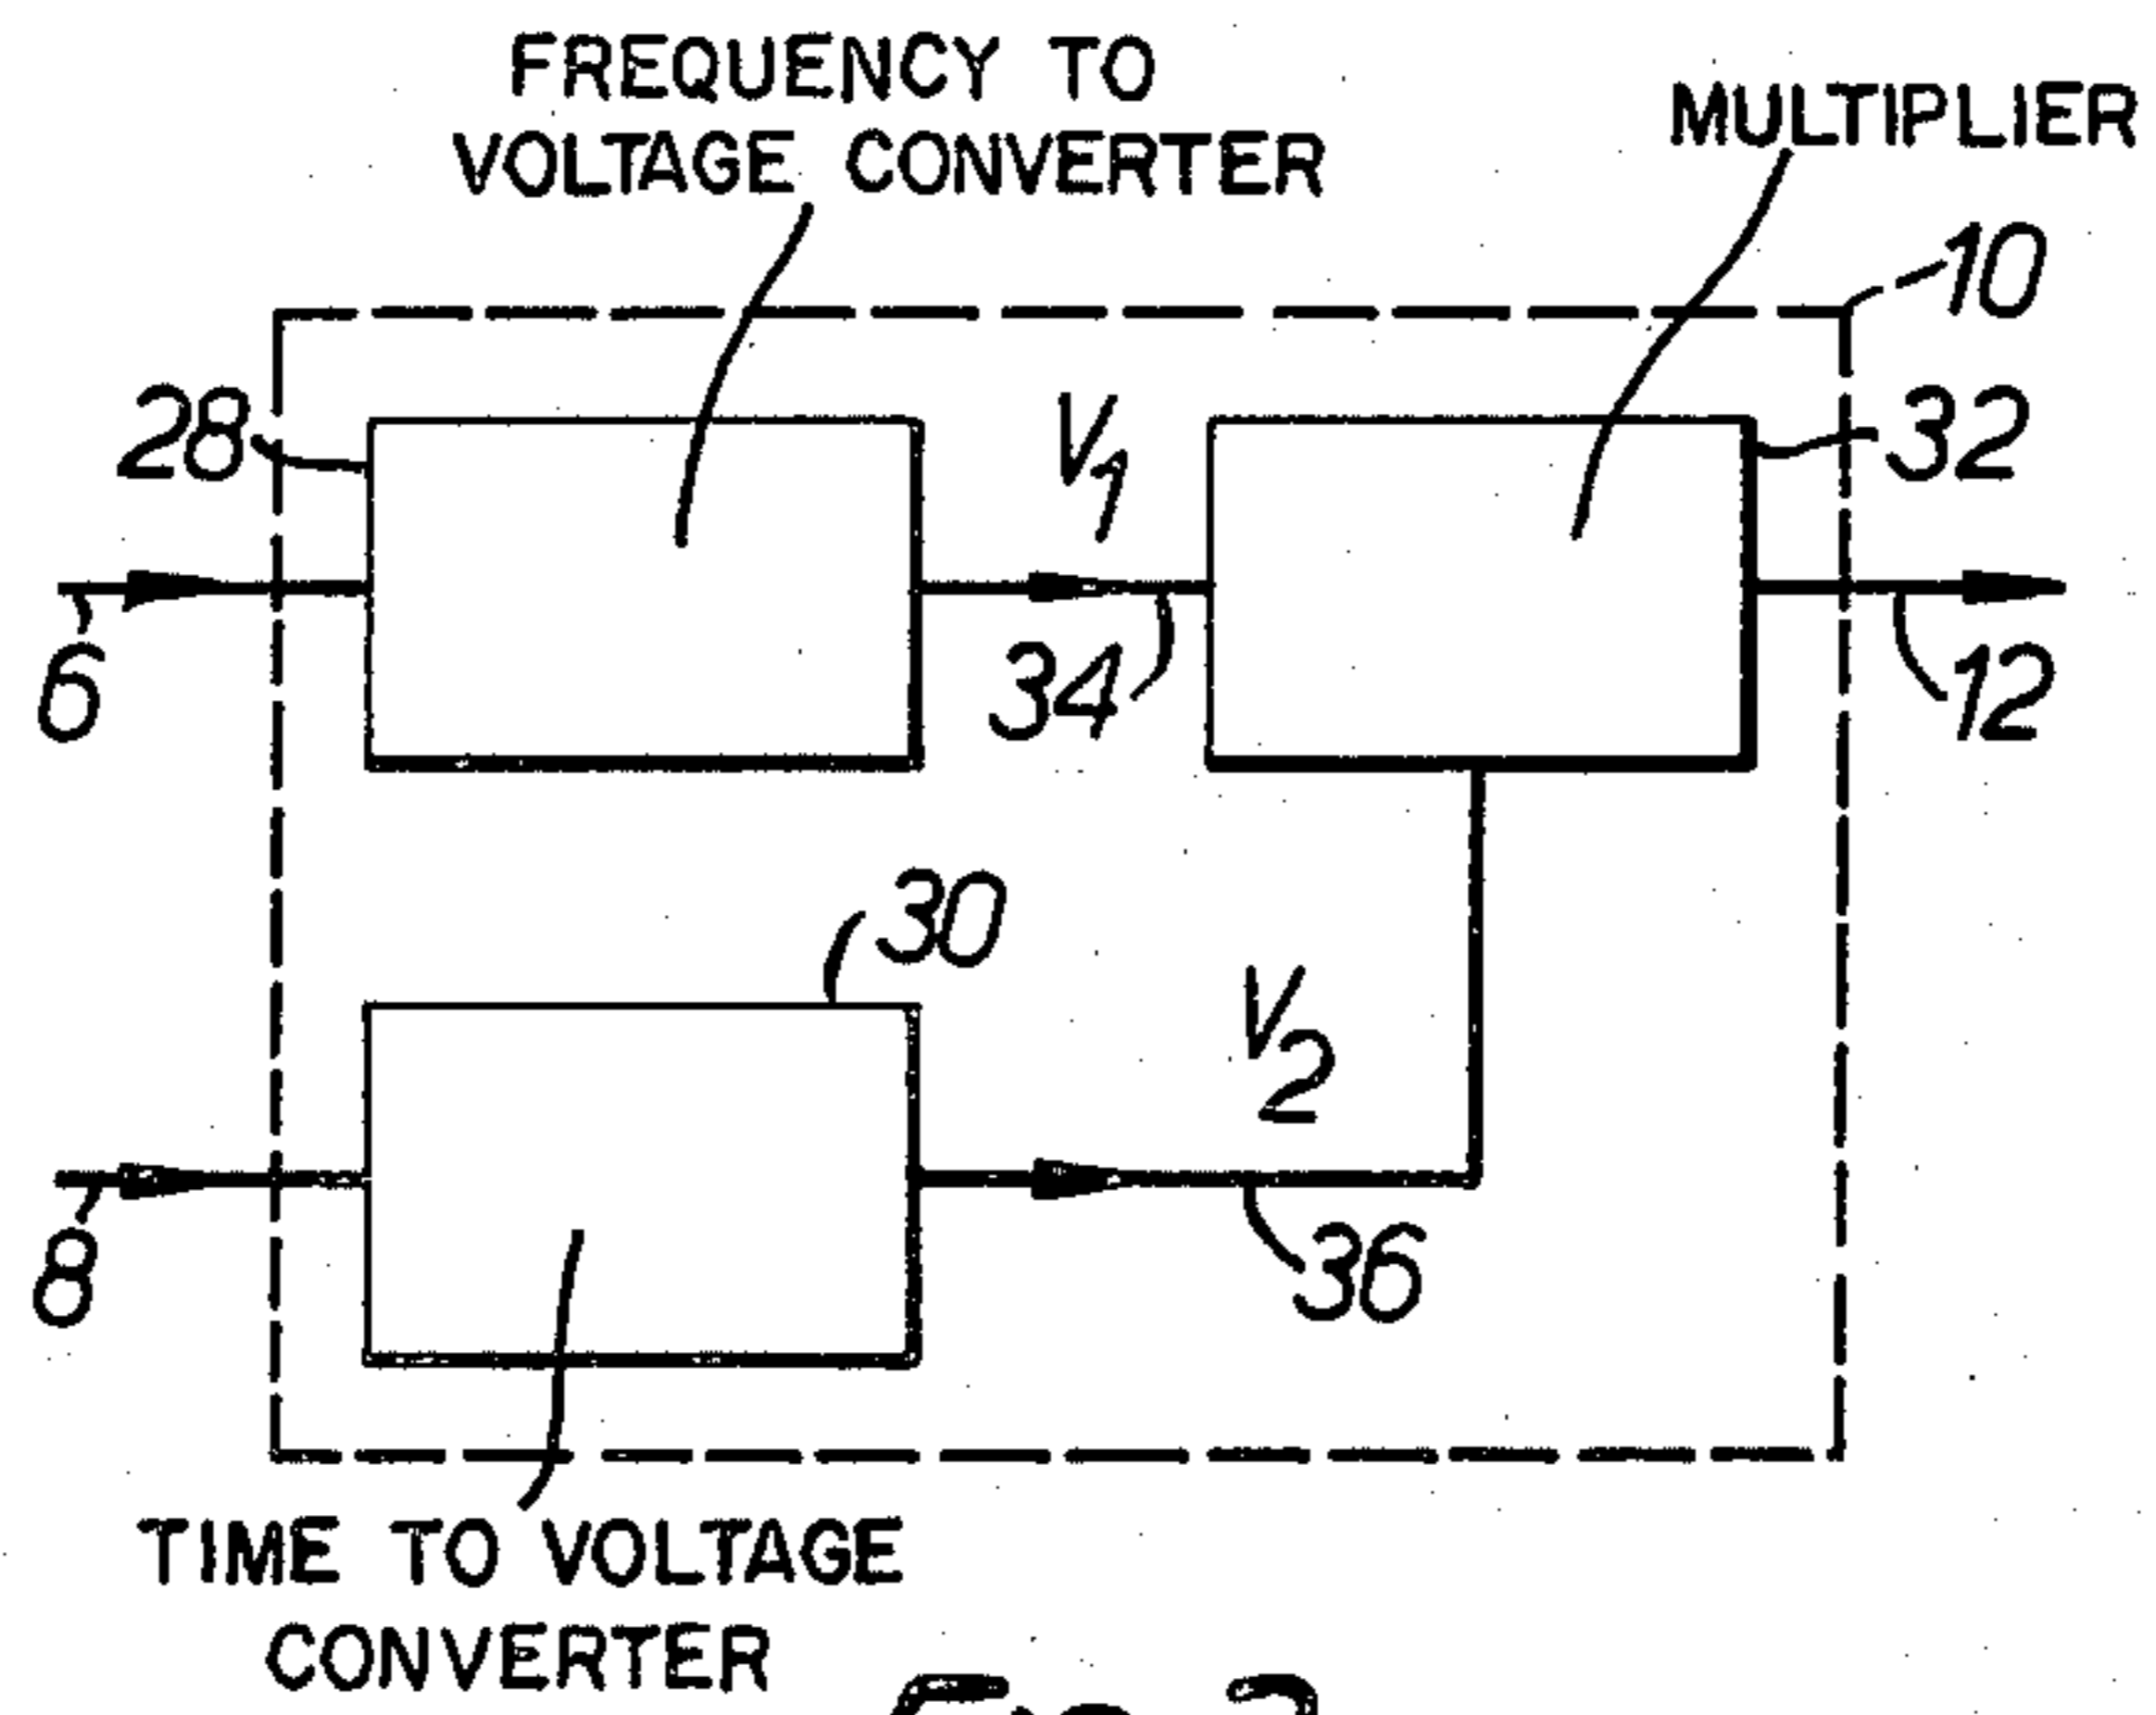 FREQUENCY TO
VOLTAGE CONVERTER
MULTIPLIER
10
28
V1
32
6
34
12
30
V2
8
36
TIME TO VOLTAGE
CONVERTER